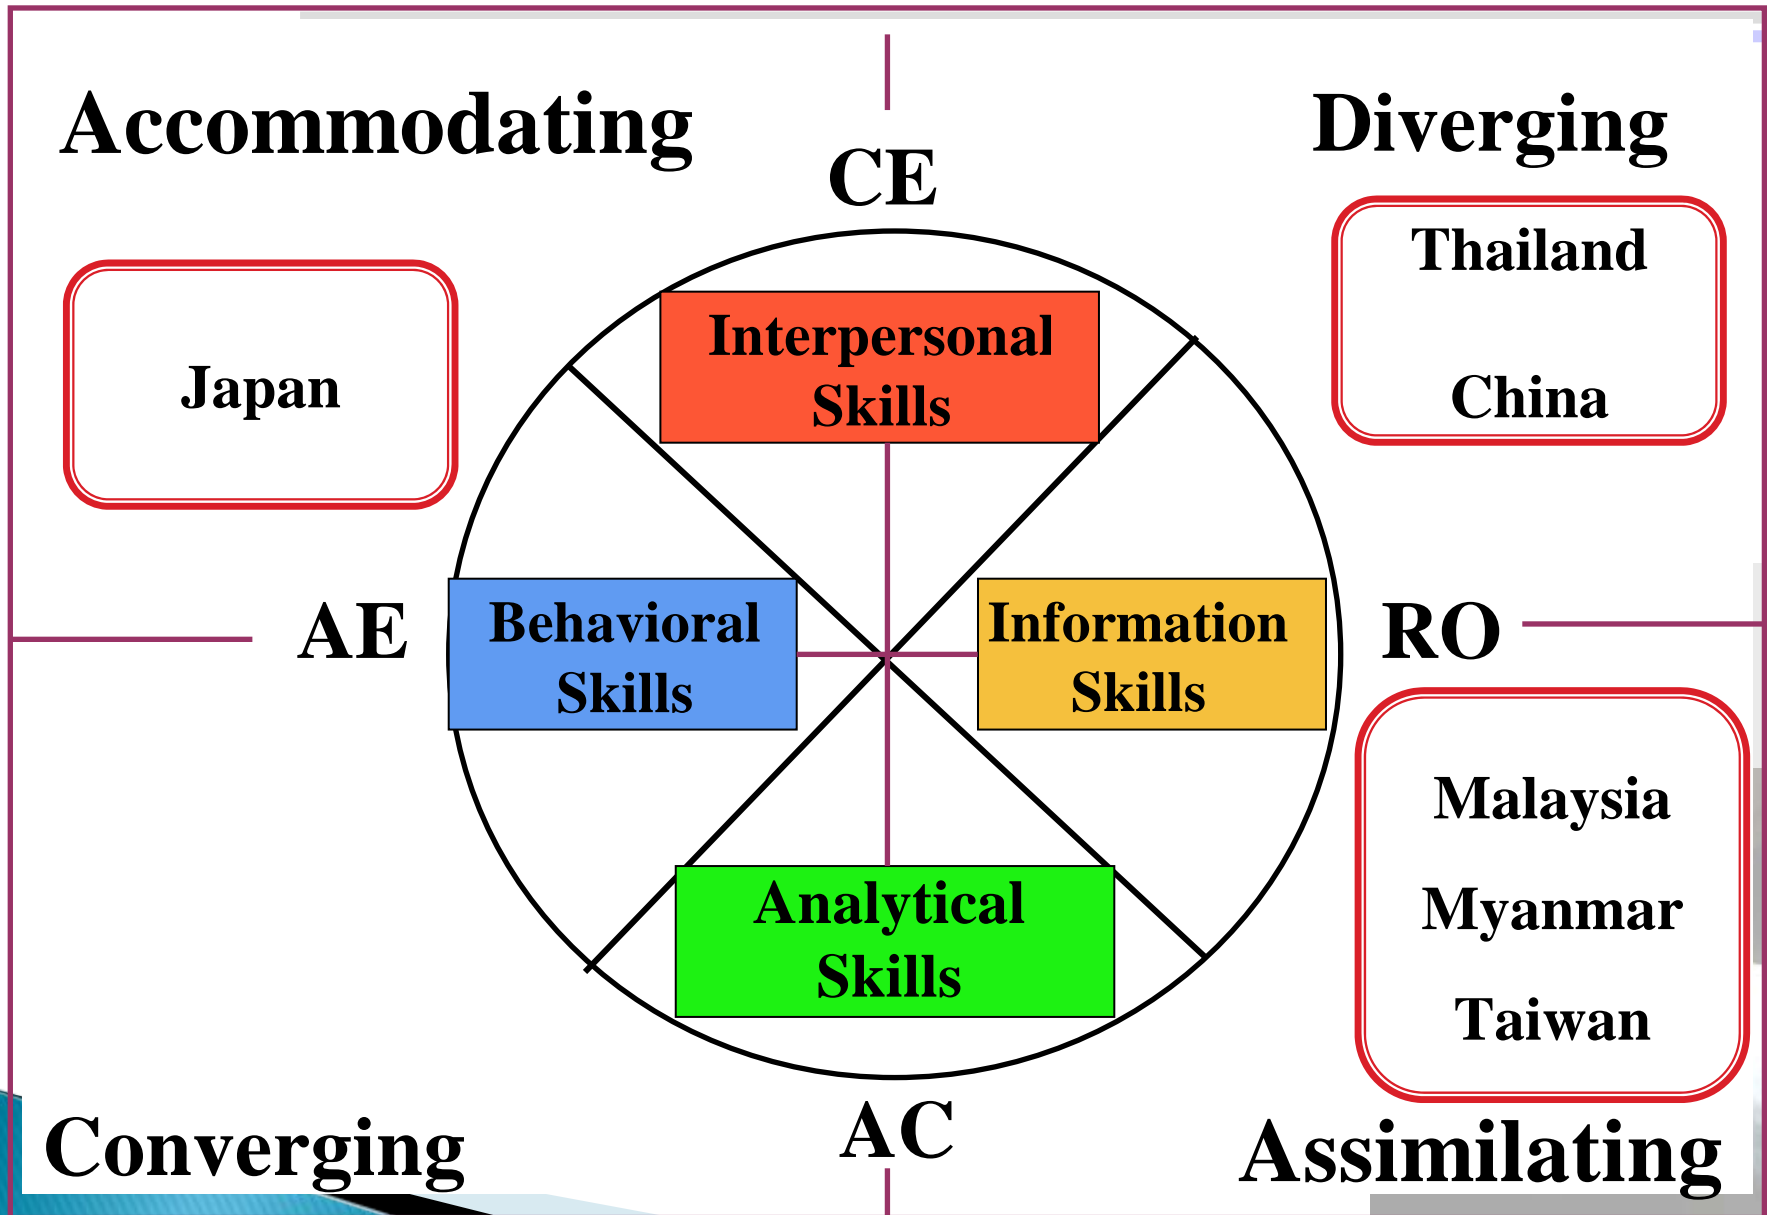 Accommodating
Diverging
CE
Thailand
China
Japan
Interpersonal
Skills
AE
Behavioral
Skills
Information
Skills
RO
Malaysia
Myanmar
Taiwan
Analytical
Skills
AC
Converging
Assimilating